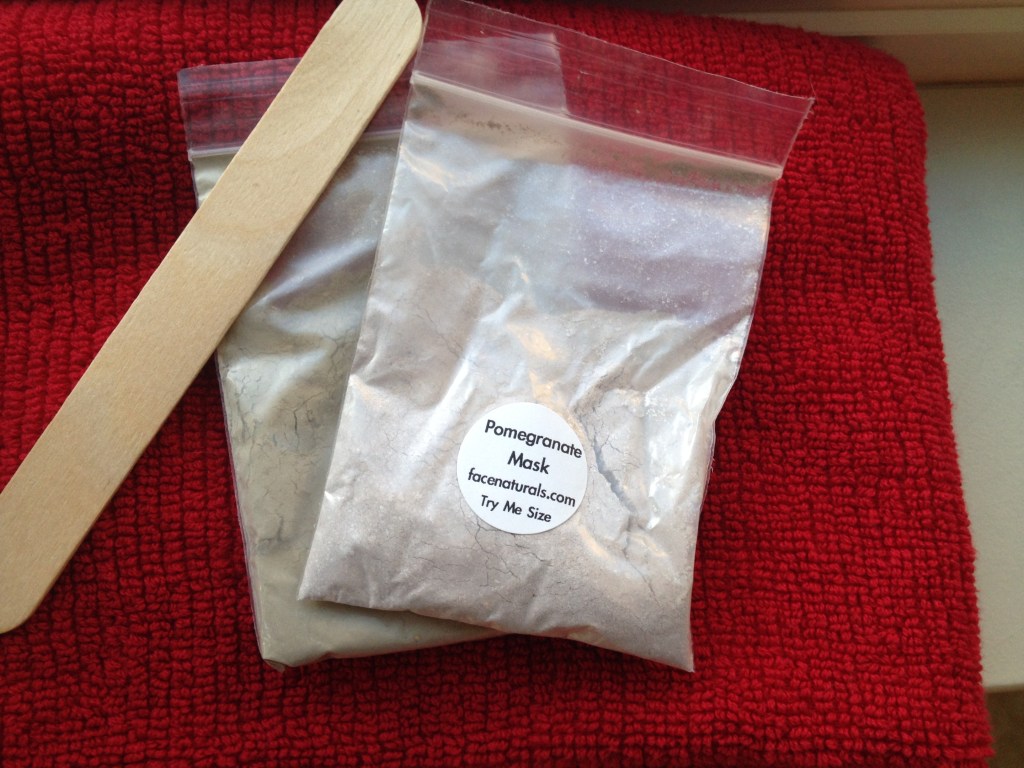 Pomegranate
Mask
facenaturals.com
Try Me Size